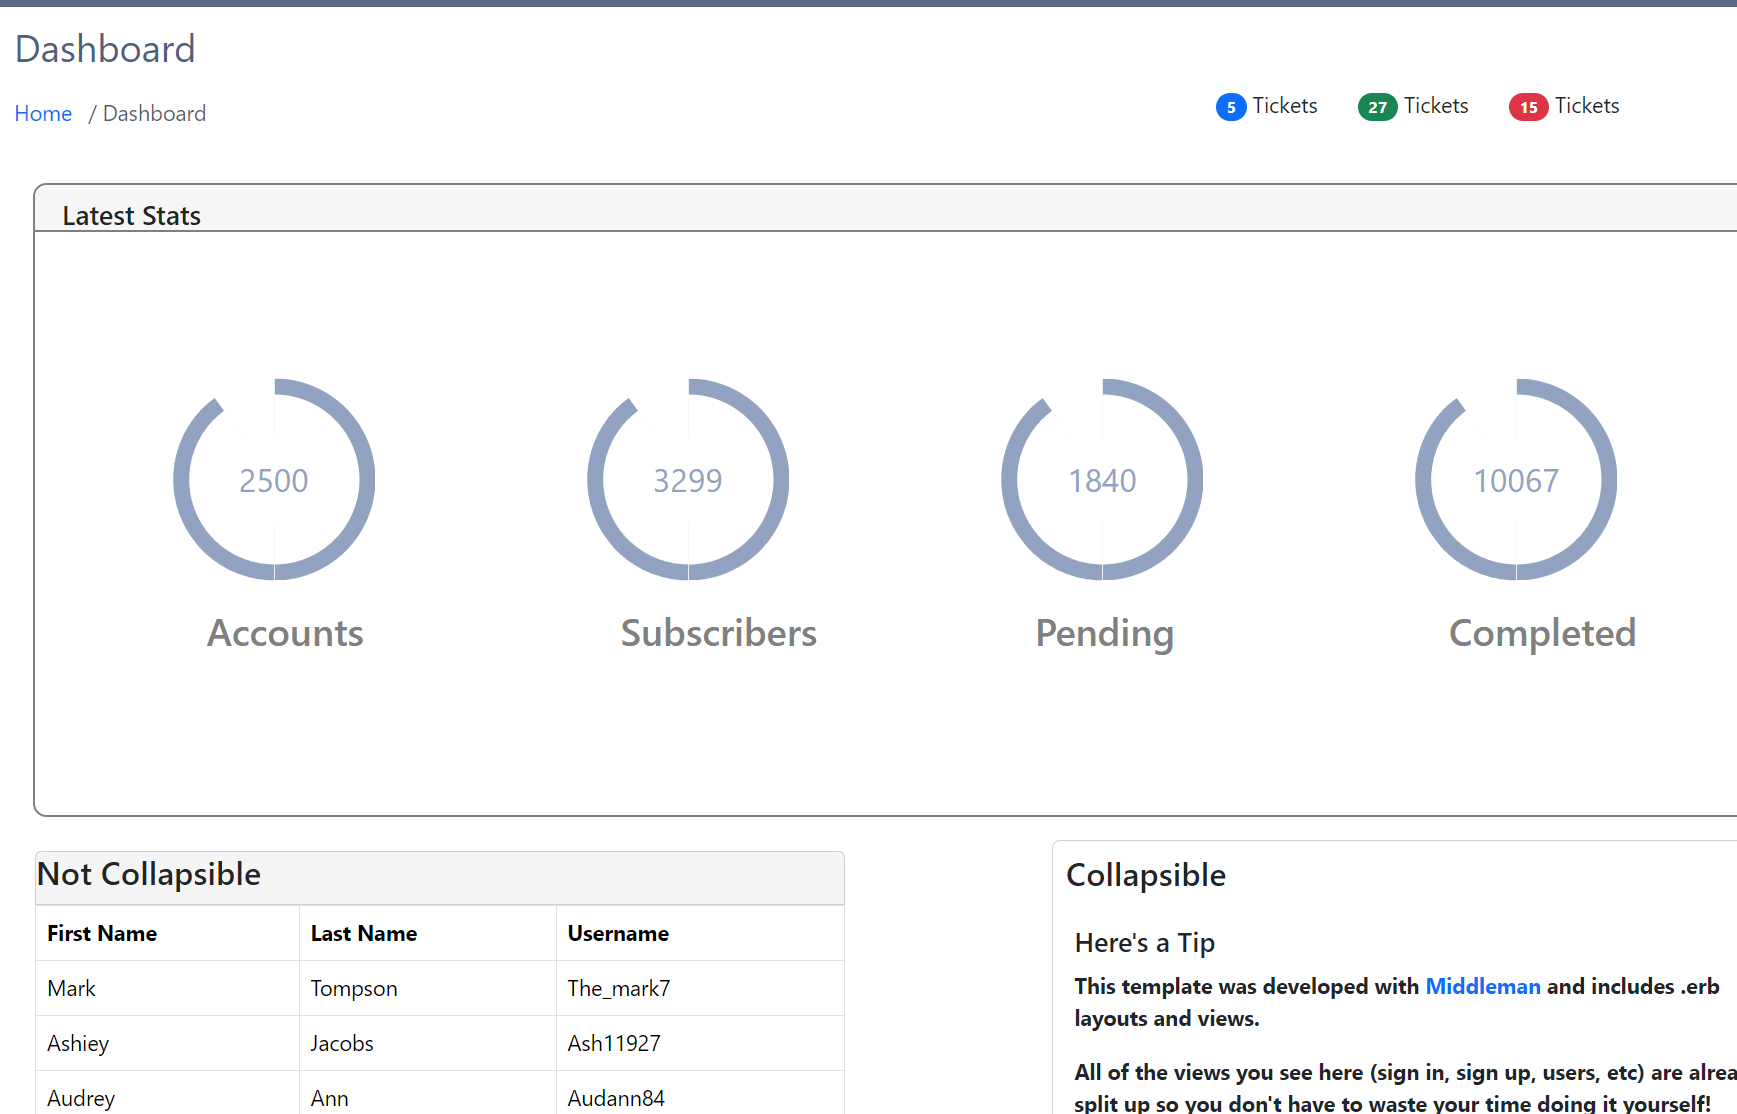 Dashboard
Home / Dashboard
5 Tickets 27 Tickets 15 Tickets
Latest Stats
2500 3299 1840 10067
Accounts Subscribers Pending Completed
Not Collapsible
First Name Last Name Username
Mark Tompson The_mark7
Ashiey Jacobs Ash11927
Audrey Ann Audann84
Collapsible
Here's a Tip
This template was developed with Middleman and includes .erb
layouts and views.
All of the views you see here (sign in, sign up, users, etc) are
split up so you don't have to waste your time doing it yourself!